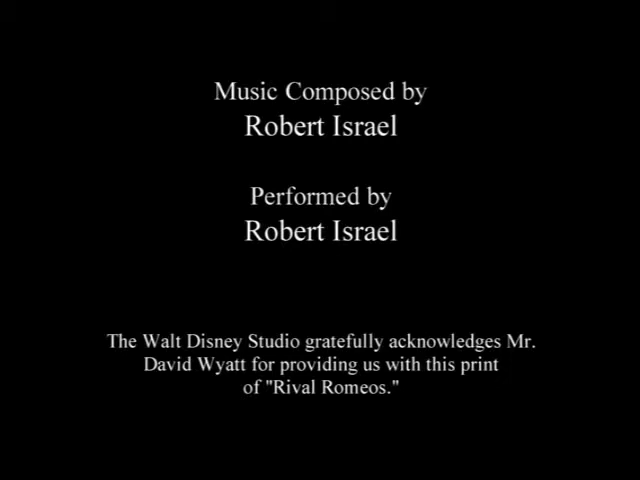 Music Composed by
Robert Israel
Performed by
Robert Israel
The Walt Disney Studio gratefully acknowledges Mr.
David Wyatt for providing us with this print
of "Rival Romeos."